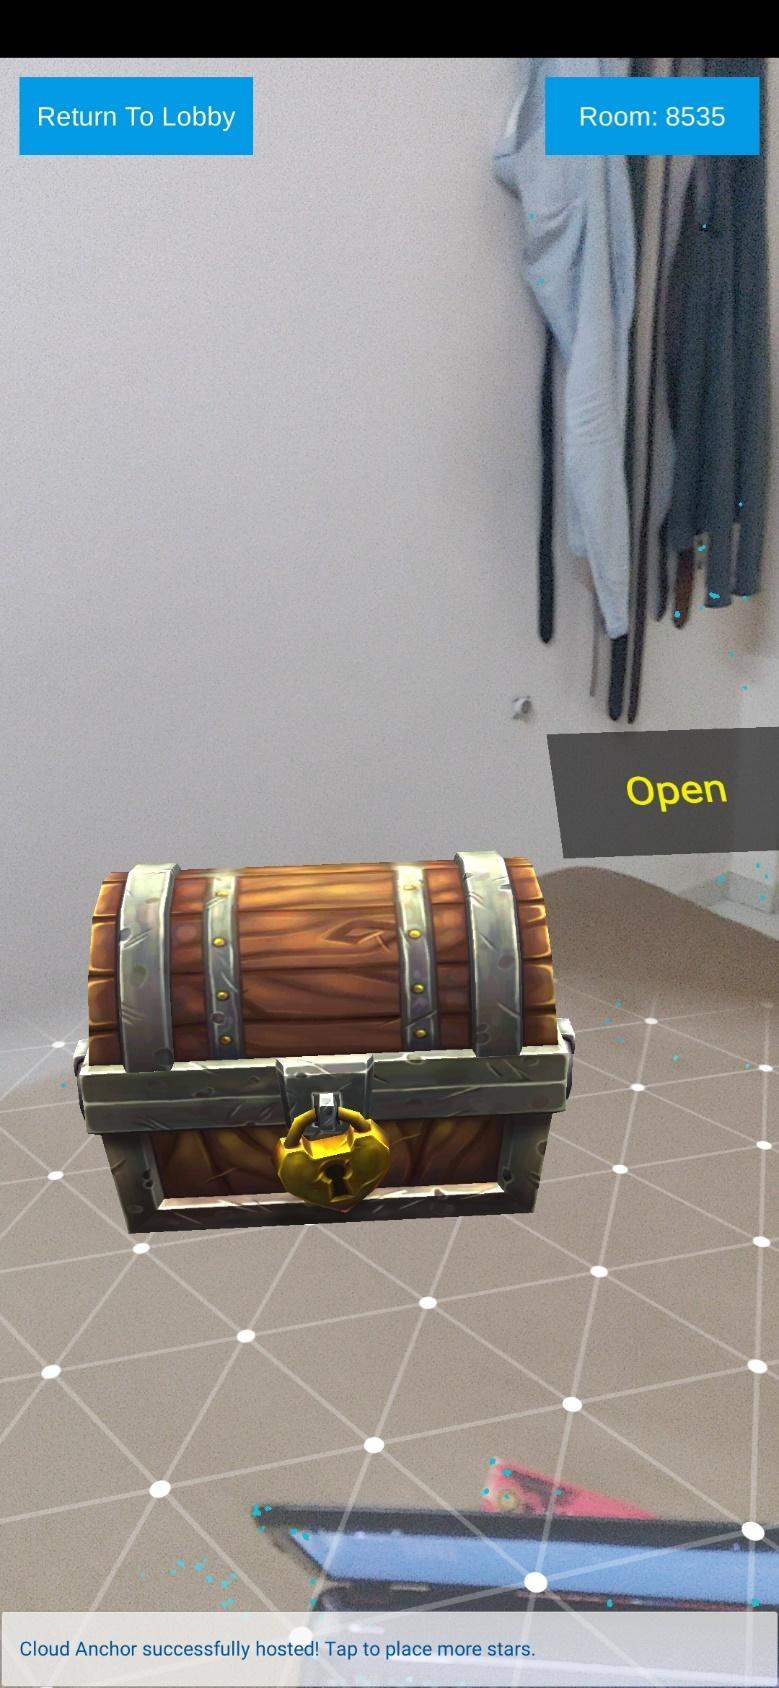 Return To Lobby
Room: 8535
Open
Cloud Anchor successfully hosted! Tap to place more stars.